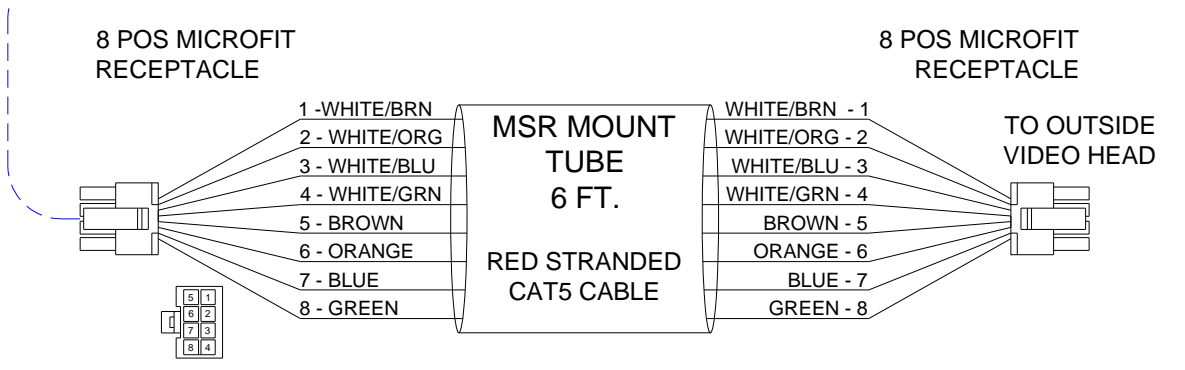 8 POS MICROFIT
RECEPTACLE
8 POS MICROFIT
RECEPTACLE
1 -WHITE/BRN
2 - WHITE/ORG
3 - WHITE/BLU
4 - WHITE/GRN
5 - BROWN
6 - ORANGE
7 - BLUE
8 - GREEN
MSR MOUNT
TUBE
6 FT.
RED STRANDED
CAT5 CABLE
WHITE/BRN - 1
WHITE/ORG - 2
WHITE/BLU - 3
WHITE/GRN - 4
BROWN - 5
ORANGE - 6
BLUE - 7
GREEN - 8
TO OUTSIDE
VIDEO HEAD
5 1
6 2
7 3
8 4